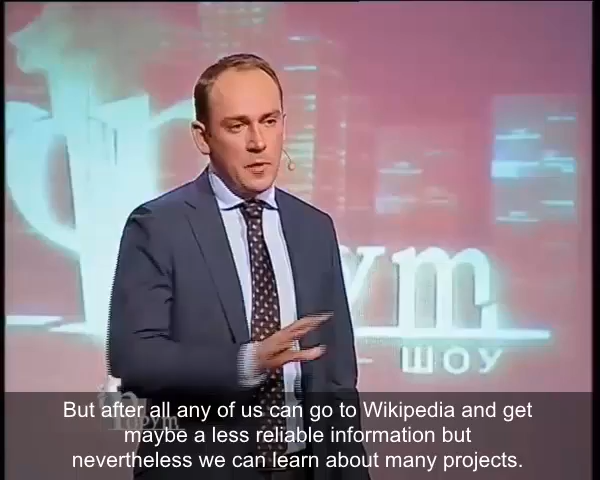 ШОУ
But after all any of us can go to Wikipedia and get
maybe a less reliable information but
nevertheless we can learn about many projects.